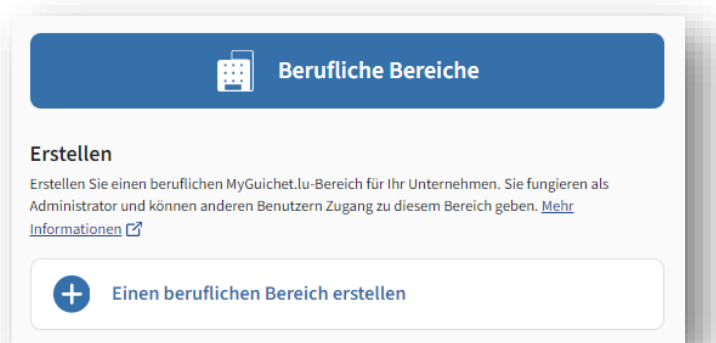 Berufliche Bereiche
Erstellen
Erstellen Sie einen beruflichen MyGuichet.lu-Bereich für Ihr Unternehmen. Sie fungieren als
Administrator und können anderen Benutzern Zugang zu diesem Bereich geben. Mehr
Informationen
Einen beruflichen Bereich erstellen